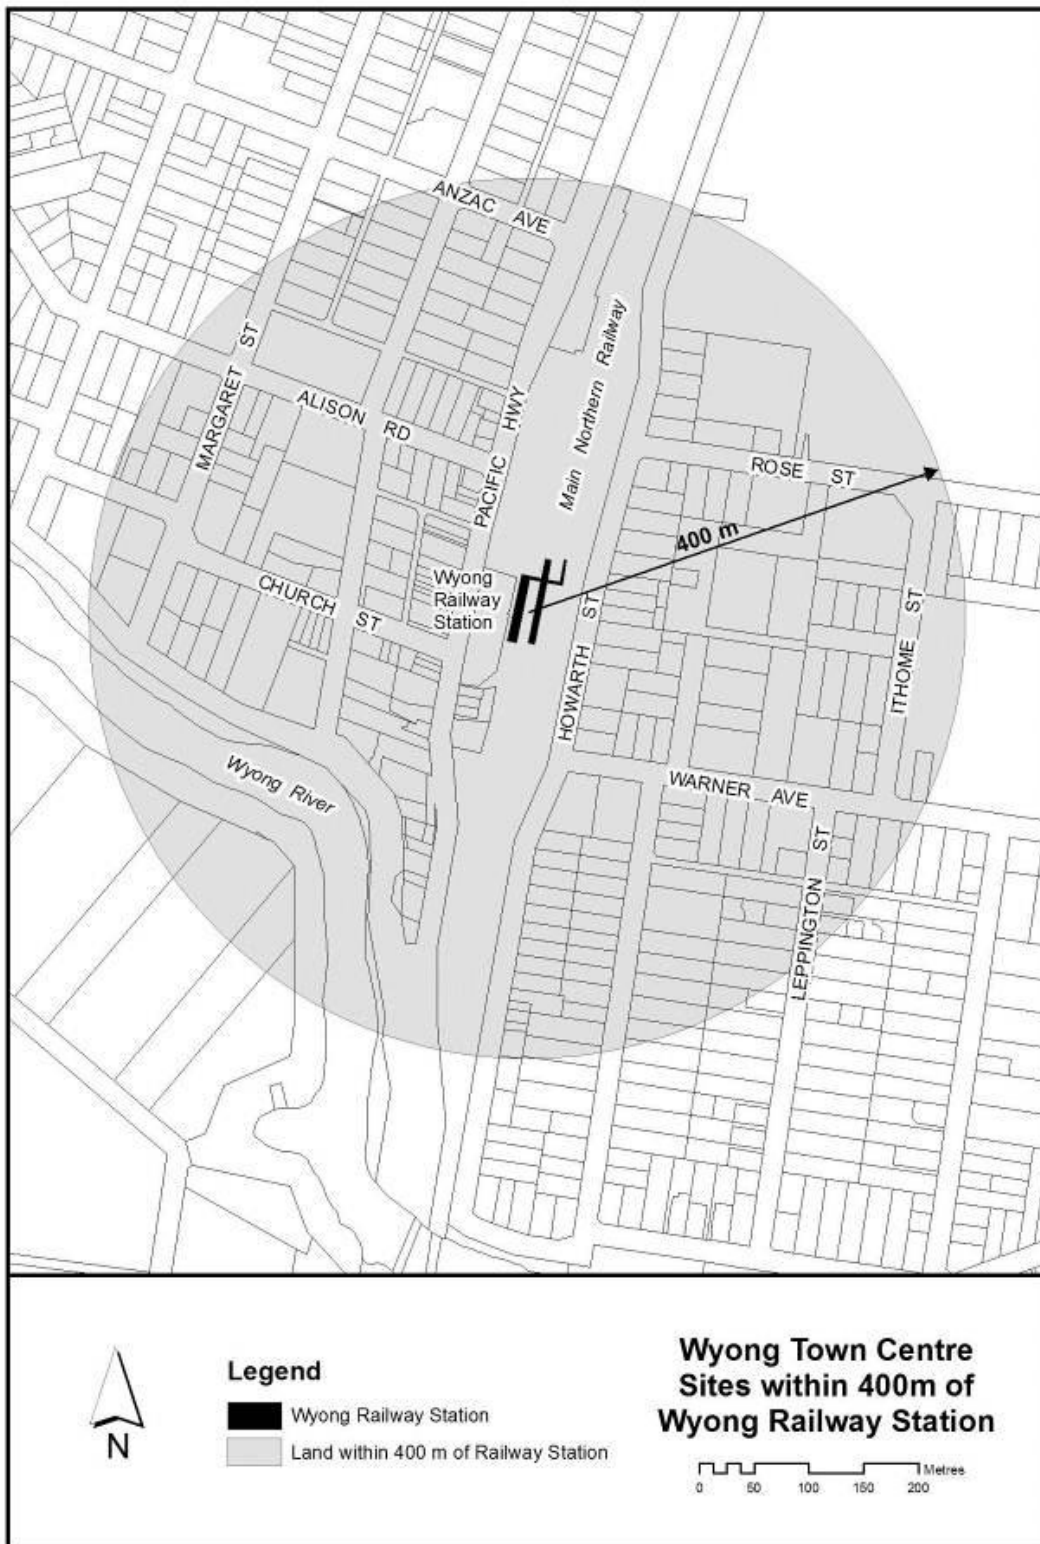 ANZAC AVE
MARGARET ST
ALISON RD
PACIFIC HWY
Main Northern Railway
ROSE ST
400 m
Wyong
Railway
Station
CHURCH ST
HOWARTH ST
ITHOME ST
Wyong River
WARNER AVE
LEPPINGTON ST
N
Legend
Wyong Railway Station
Land within 400 m of Railway Station
Wyong Town Centre
Sites within 400m of
Wyong Railway Station
Metres
0 50 100 150 200